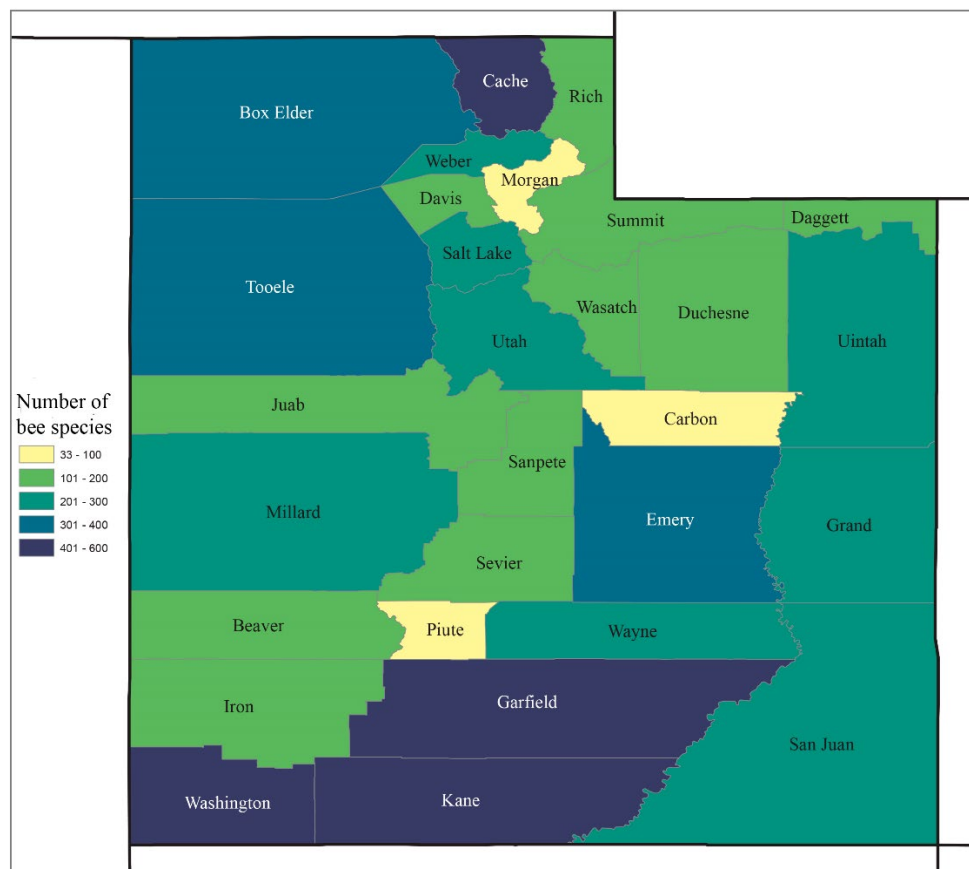 Cache
Rich
Box Elder
Weber
Morgan
Davis
Summit
Daggett
Salt Lake
Tooele
Wasatch
Duchesne
Utah
Uintah
Number of
bee species
33 - 100
101 - 200
201 - 300
301 - 400
401 - 600
Juab
Carbon
Sanpete
Millard
Emery
Grand
Sevier
Beaver
Piute
Wayne
Garfield
Iron
San Juan
Washington
Kane